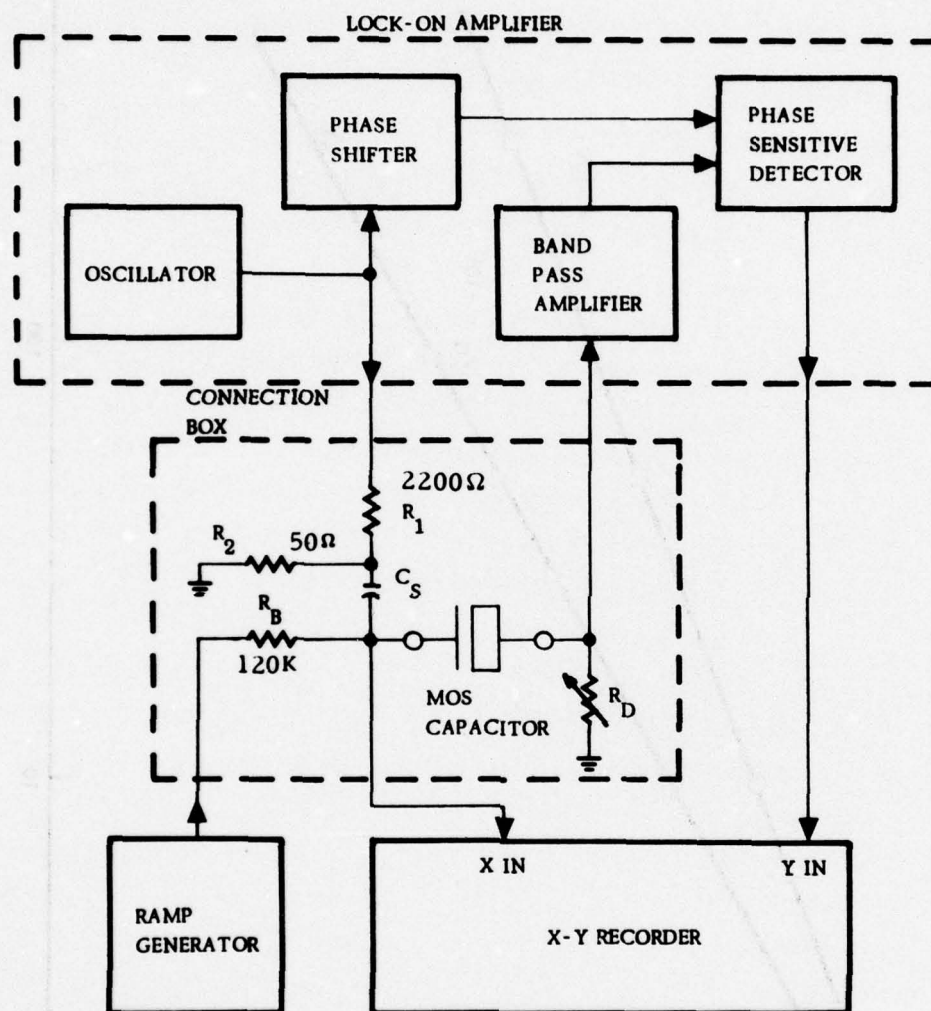 LOCK-ON AMPLIFIER
PHASE
SHIFTER
PHASE
SENSITIVE
DETECTOR
OSCILLATOR
BAND
PASS
AMPLIFIER
CONNECTION
BOX
2200Ω
R1
R2
50Ω
CS
RB
120K
MOS
CAPACITOR
RD
RAMP
GENERATOR
X IN
Y IN
X-Y RECORDER